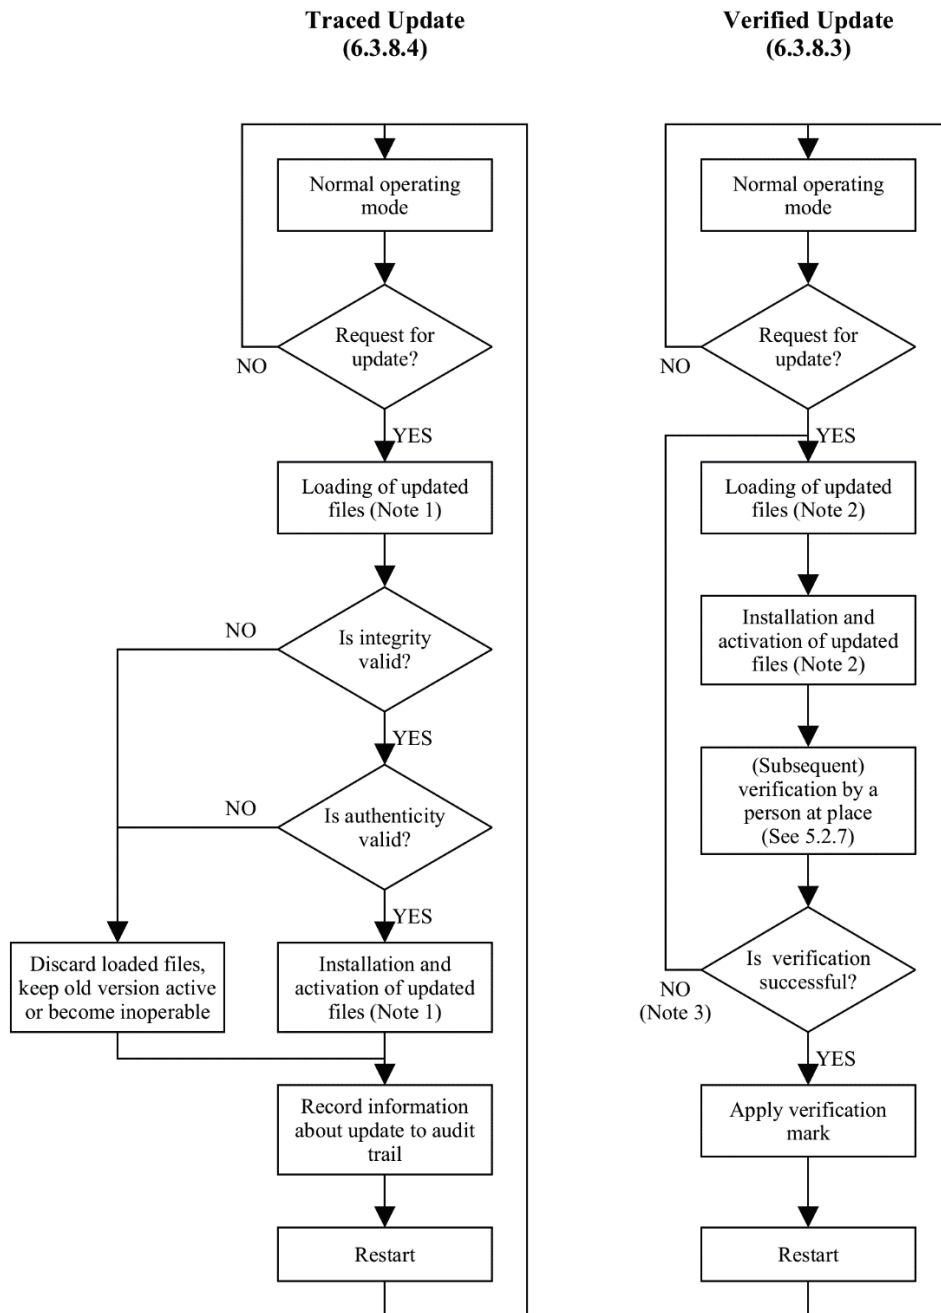 Traced Update
(6.3.8.4)
Normal operating
mode
Request for
update?
NO
YES
Loading of updated
files (Note 1)
Is integrity
valid?
NO
YES
Is authenticity
valid?
NO
YES
Discard loaded files,
keep old version active
or become inoperable
Installation and
activation of updated
files (Note 1)
Record information
about update to audit
trail
Restart
Verified Update
(6.3.8.3)
Normal operating
mode
Request for
update?
NO
YES
Loading of updated
files (Note 2)
Installation and
activation of updated
files (Note 2)
(Subsequent)
verification by a
person at place
(See 5.2.7)
Is verification
successful?
NO
(Note 3)
YES
Apply verification
mark
Restart